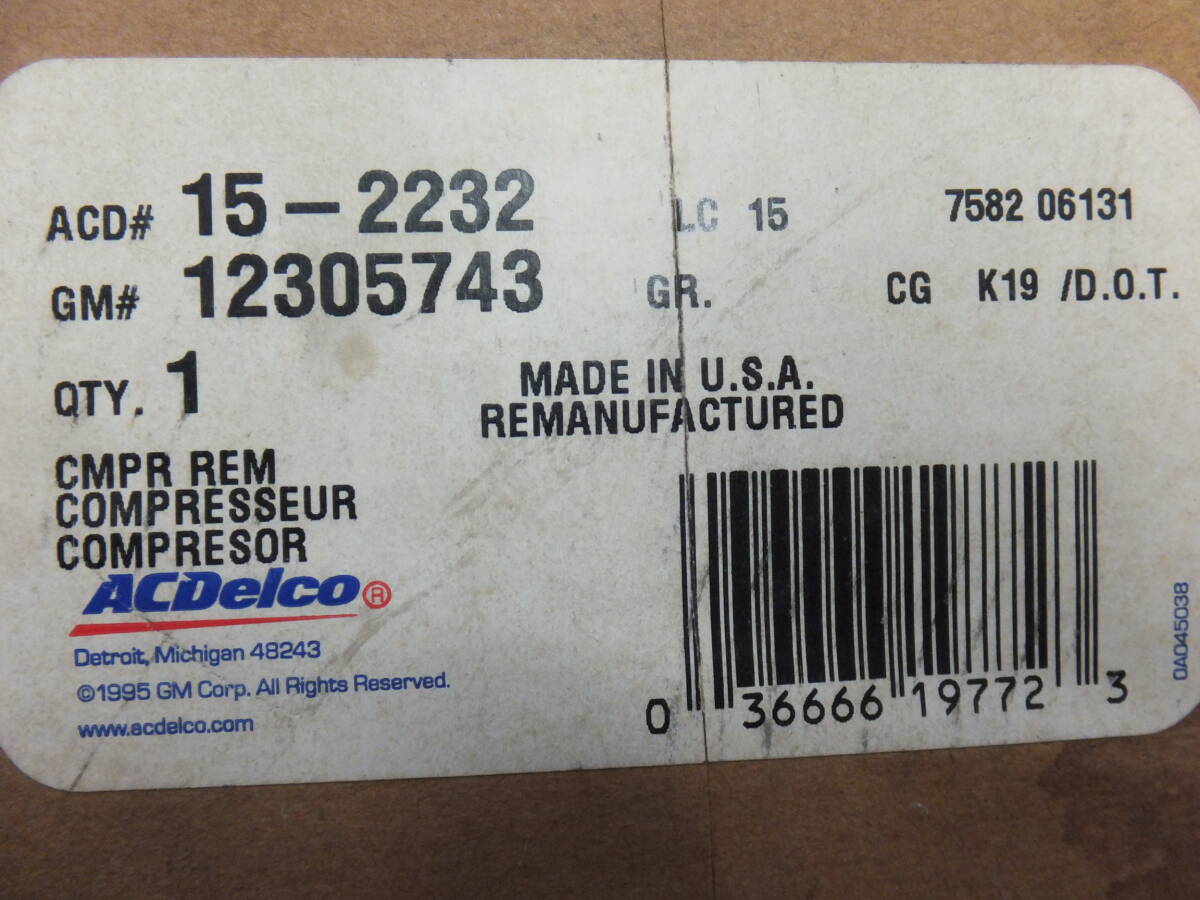 ACD# 15-2232 LC 15 7582 06131
GM# 12305743 GR. CG K19 /D.O.T.
QTY. 1
MADE IN U.S.A.
REMANUFACTURED
CMPR REM
COMPRESSEUR
COMPRESOR
ACDelco®
Detroit, Michigan 48243
©1995 GM Corp. All Rights Reserved.
www.acdelco.com
0 36666 19772 3
0A045038